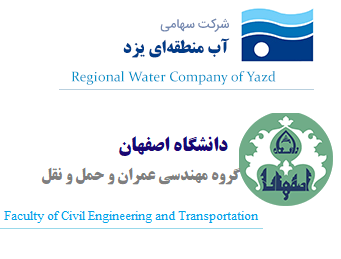 شرکت سهامی
آب منطقه‌ای یزد
Regional Water Company of Yazd
دانشگاه اصفهان
گروه مهندسی عمران و حمل و نقل
Faculty of Civil Engineering and Transportation